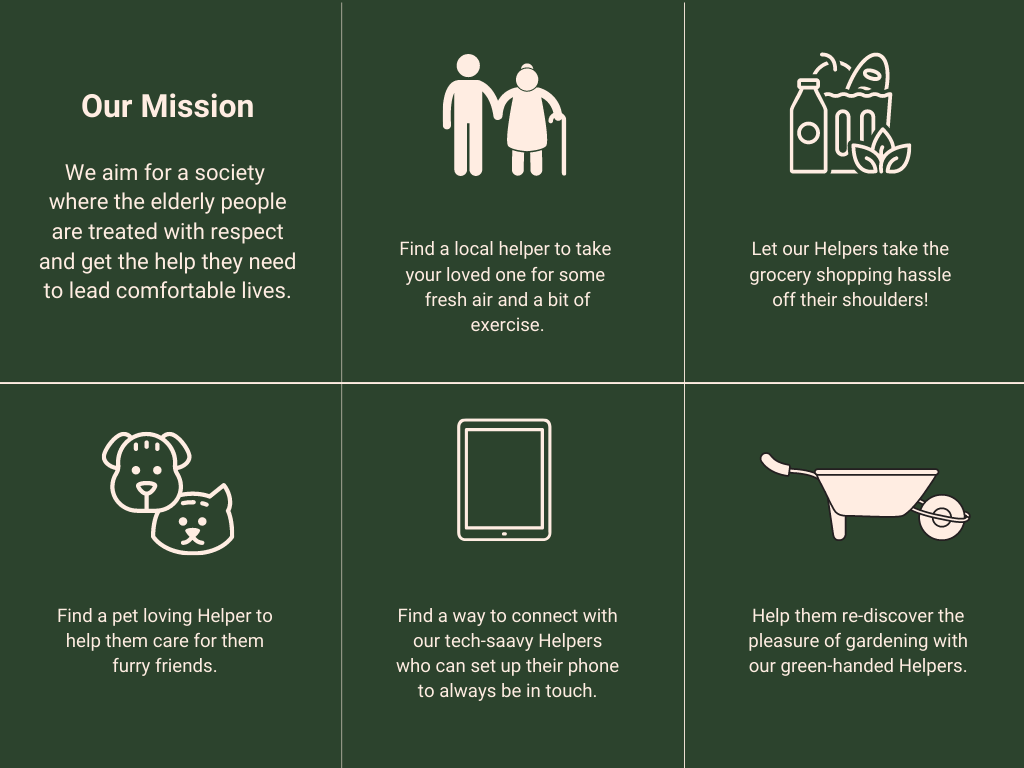 Our Mission
We aim for a society
where the elderly people
are treated with respect
and get the help they need
to lead comfortable lives.
Find a local helper to take
your loved one for some
fresh air and a bit of
exercise.
Let our Helpers take the
grocery shopping hassle
off their shoulders!
Find a pet loving Helper to
help them care for them
furry friends.
Find a way to connect with
our tech-saavy Helpers
who can set up their phone
to always be in touch.
Help them re-discover the
pleasure of gardening with
our green-handed Helpers.